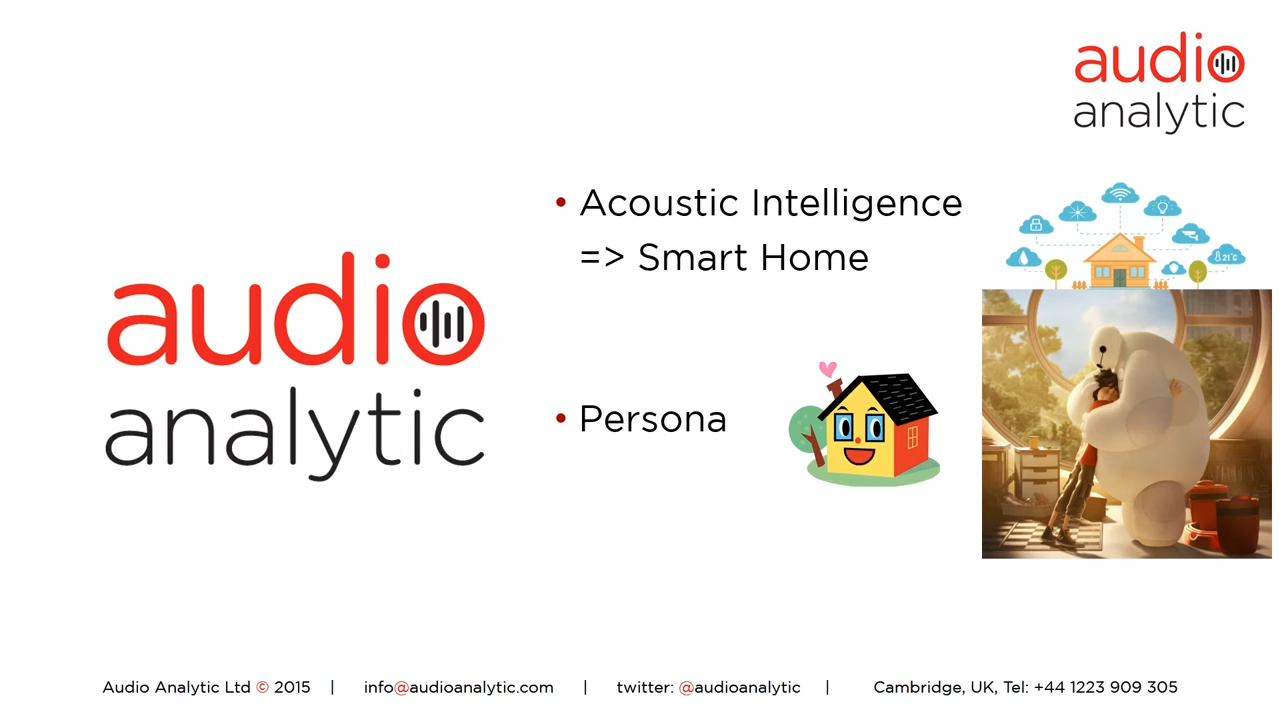 audio
analytic
• Acoustic Intelligence
=> Smart Home
21°C
audio
analytic
• Persona
Audio Analytic Ltd © 2015 | info@audioanalytic.com | twitter: @audioanalytic | Cambridge, UK, Tel: +44 1223 909 305